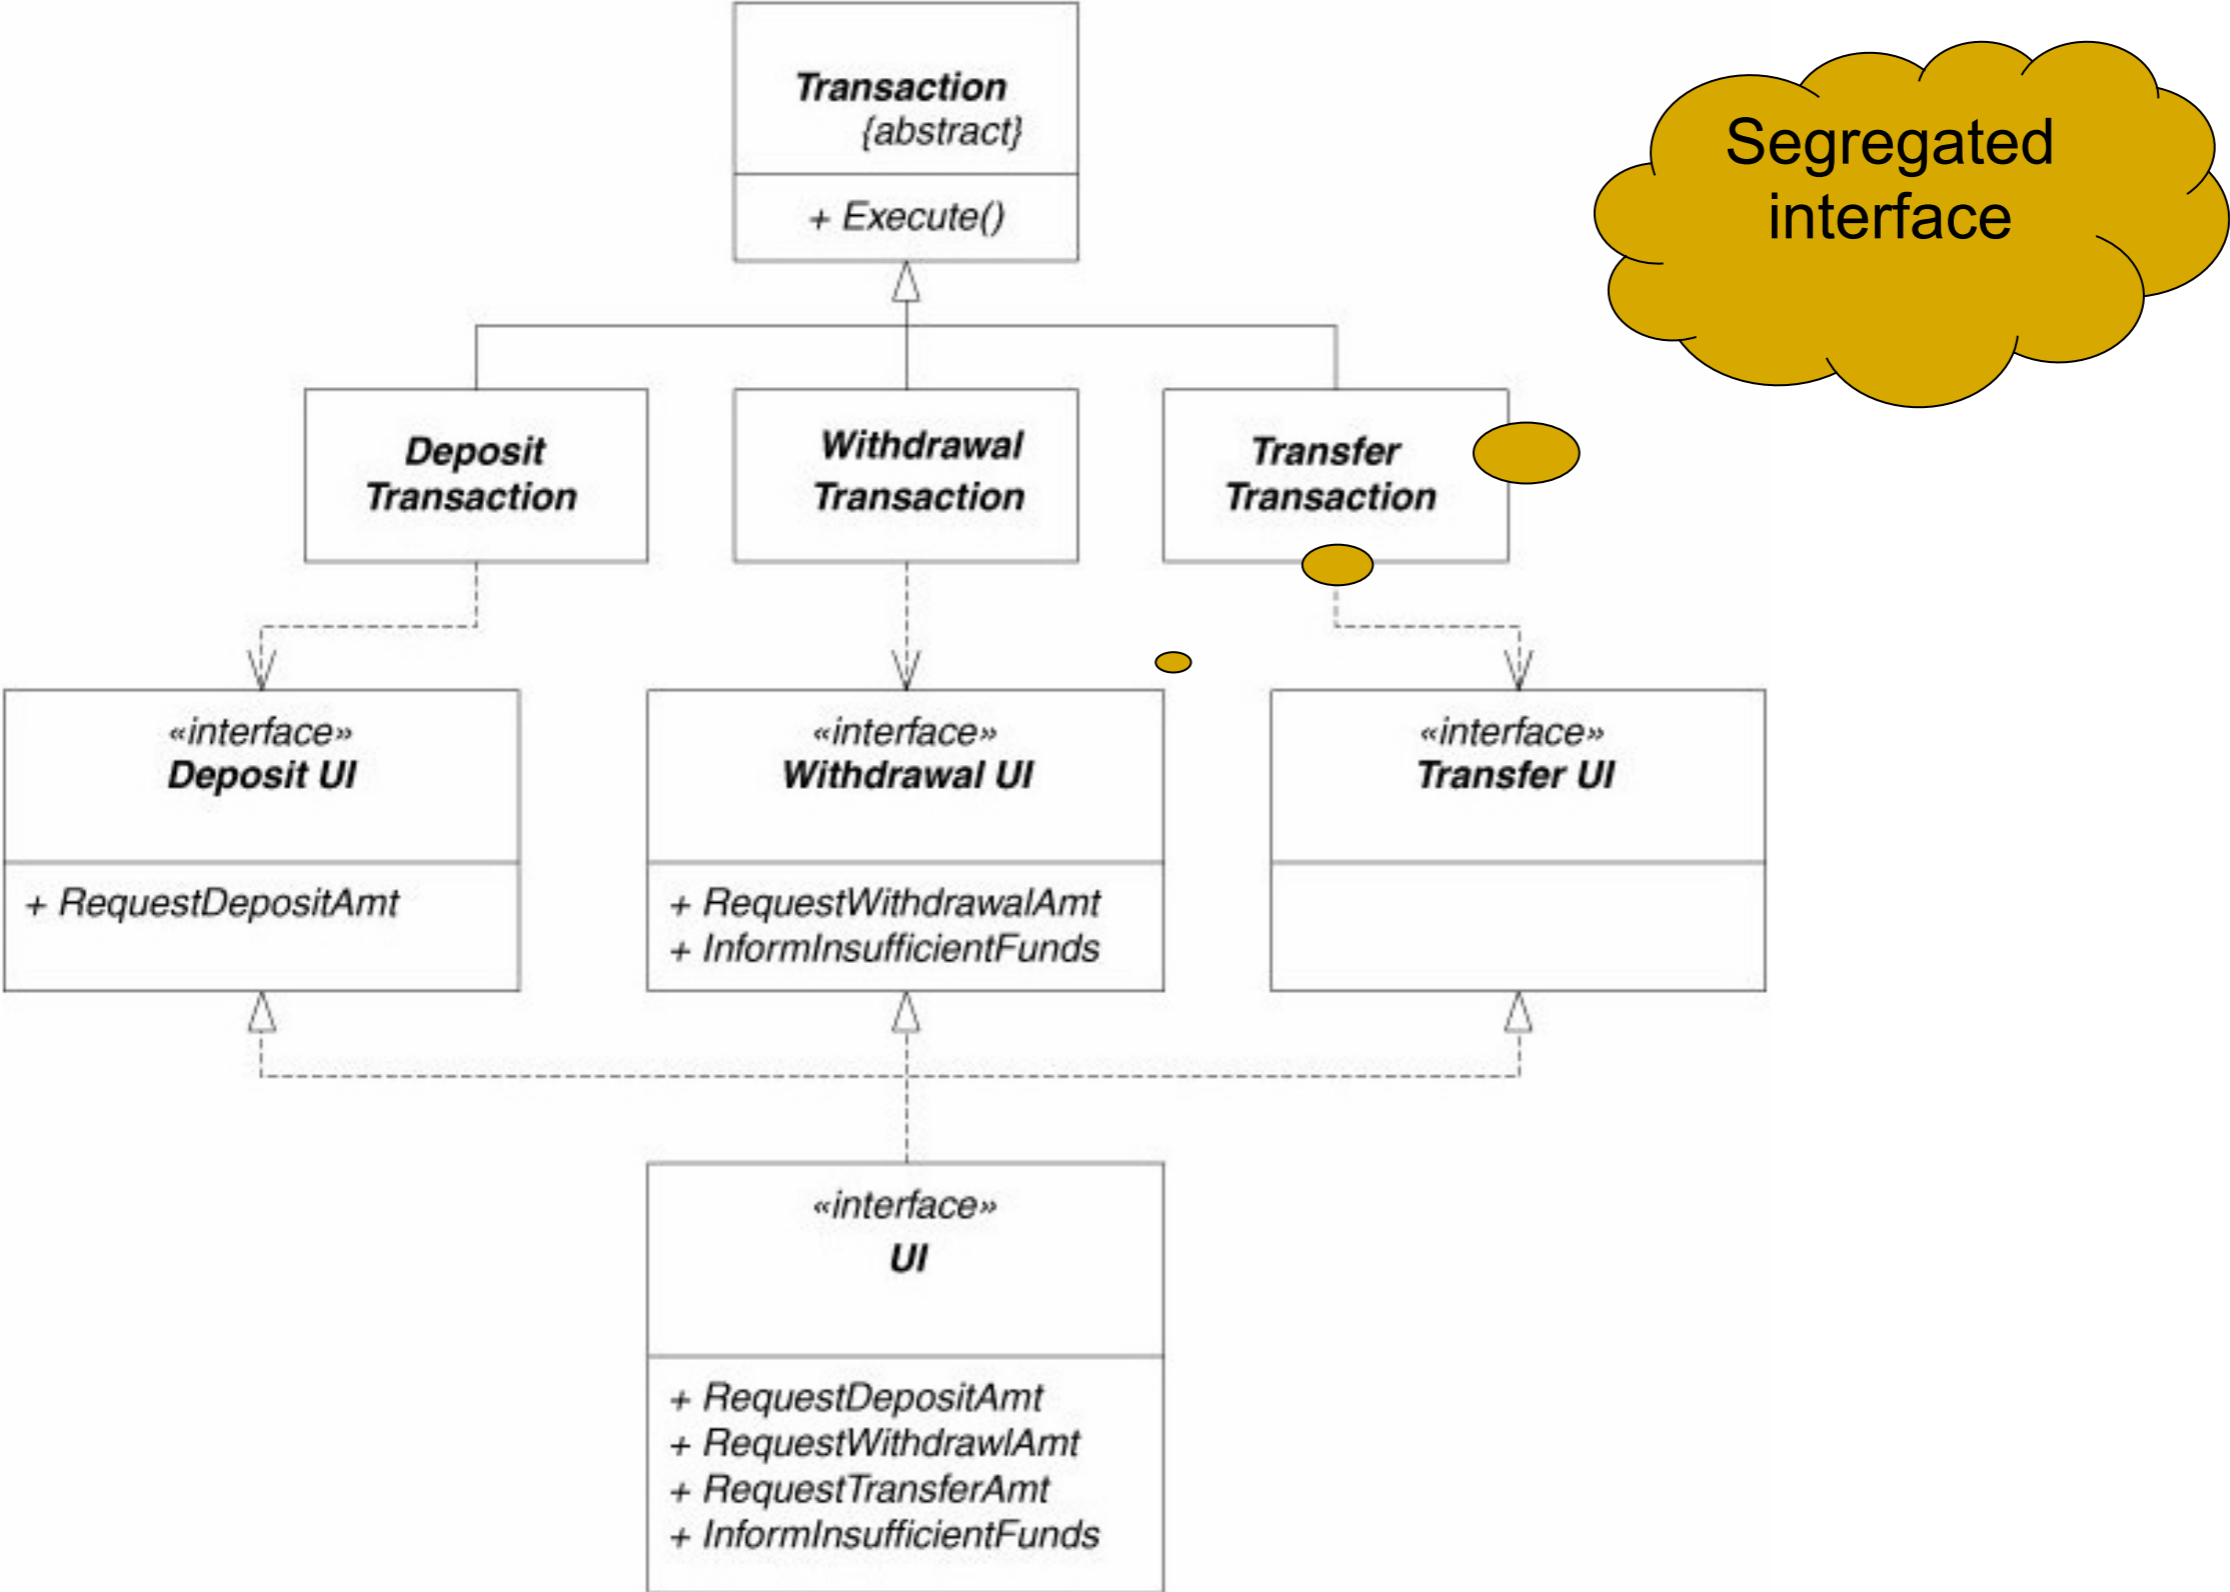 Transaction
{abstract}
+ Execute()
Segregated
interface
Deposit
Transaction
Withdrawal
Transaction
Transfer
Transaction
«interface»
Deposit UI
+ RequestDepositAmt
«interface»
Withdrawal UI
+ RequestWithdrawalAmt
+ InformInsufficientFunds
«interface»
Transfer UI
«interface»
UI
+ RequestDepositAmt
+ RequestWithdrawlAmt
+ RequestTransferAmt
+ InformInsufficientFunds